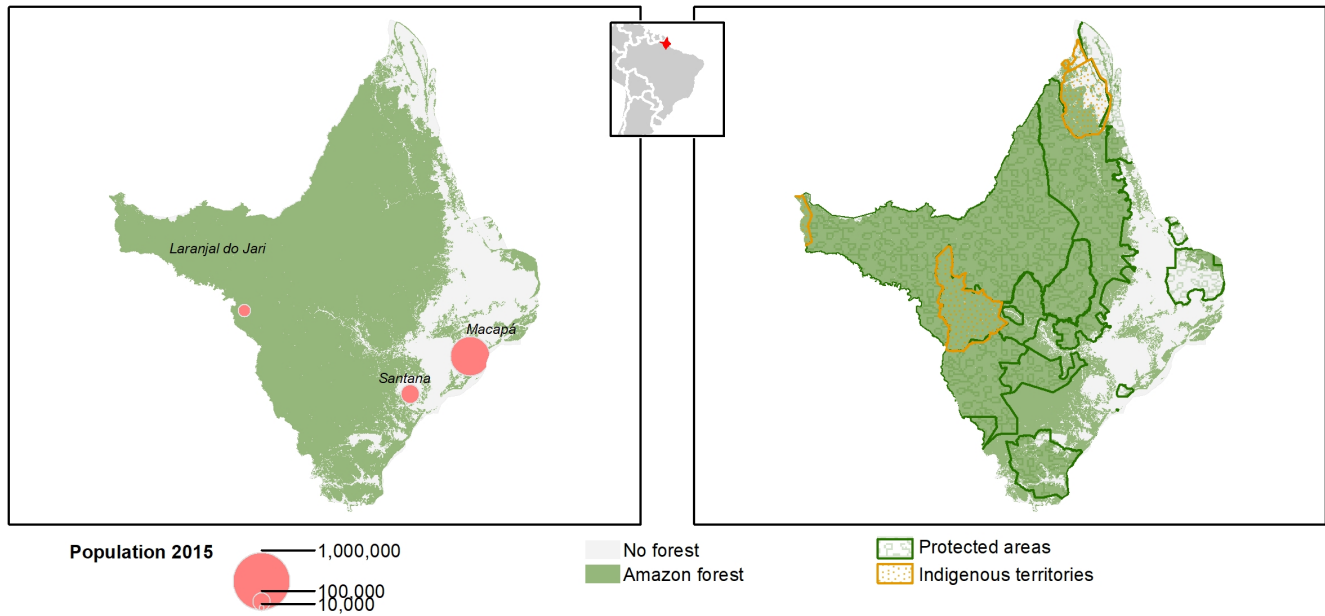 Laranjal do Jari
Macapa
Santana
Population 2015
1,000,000
100,000
10,000
No forest
Amazon forest
Protected areas
Indigenous territories